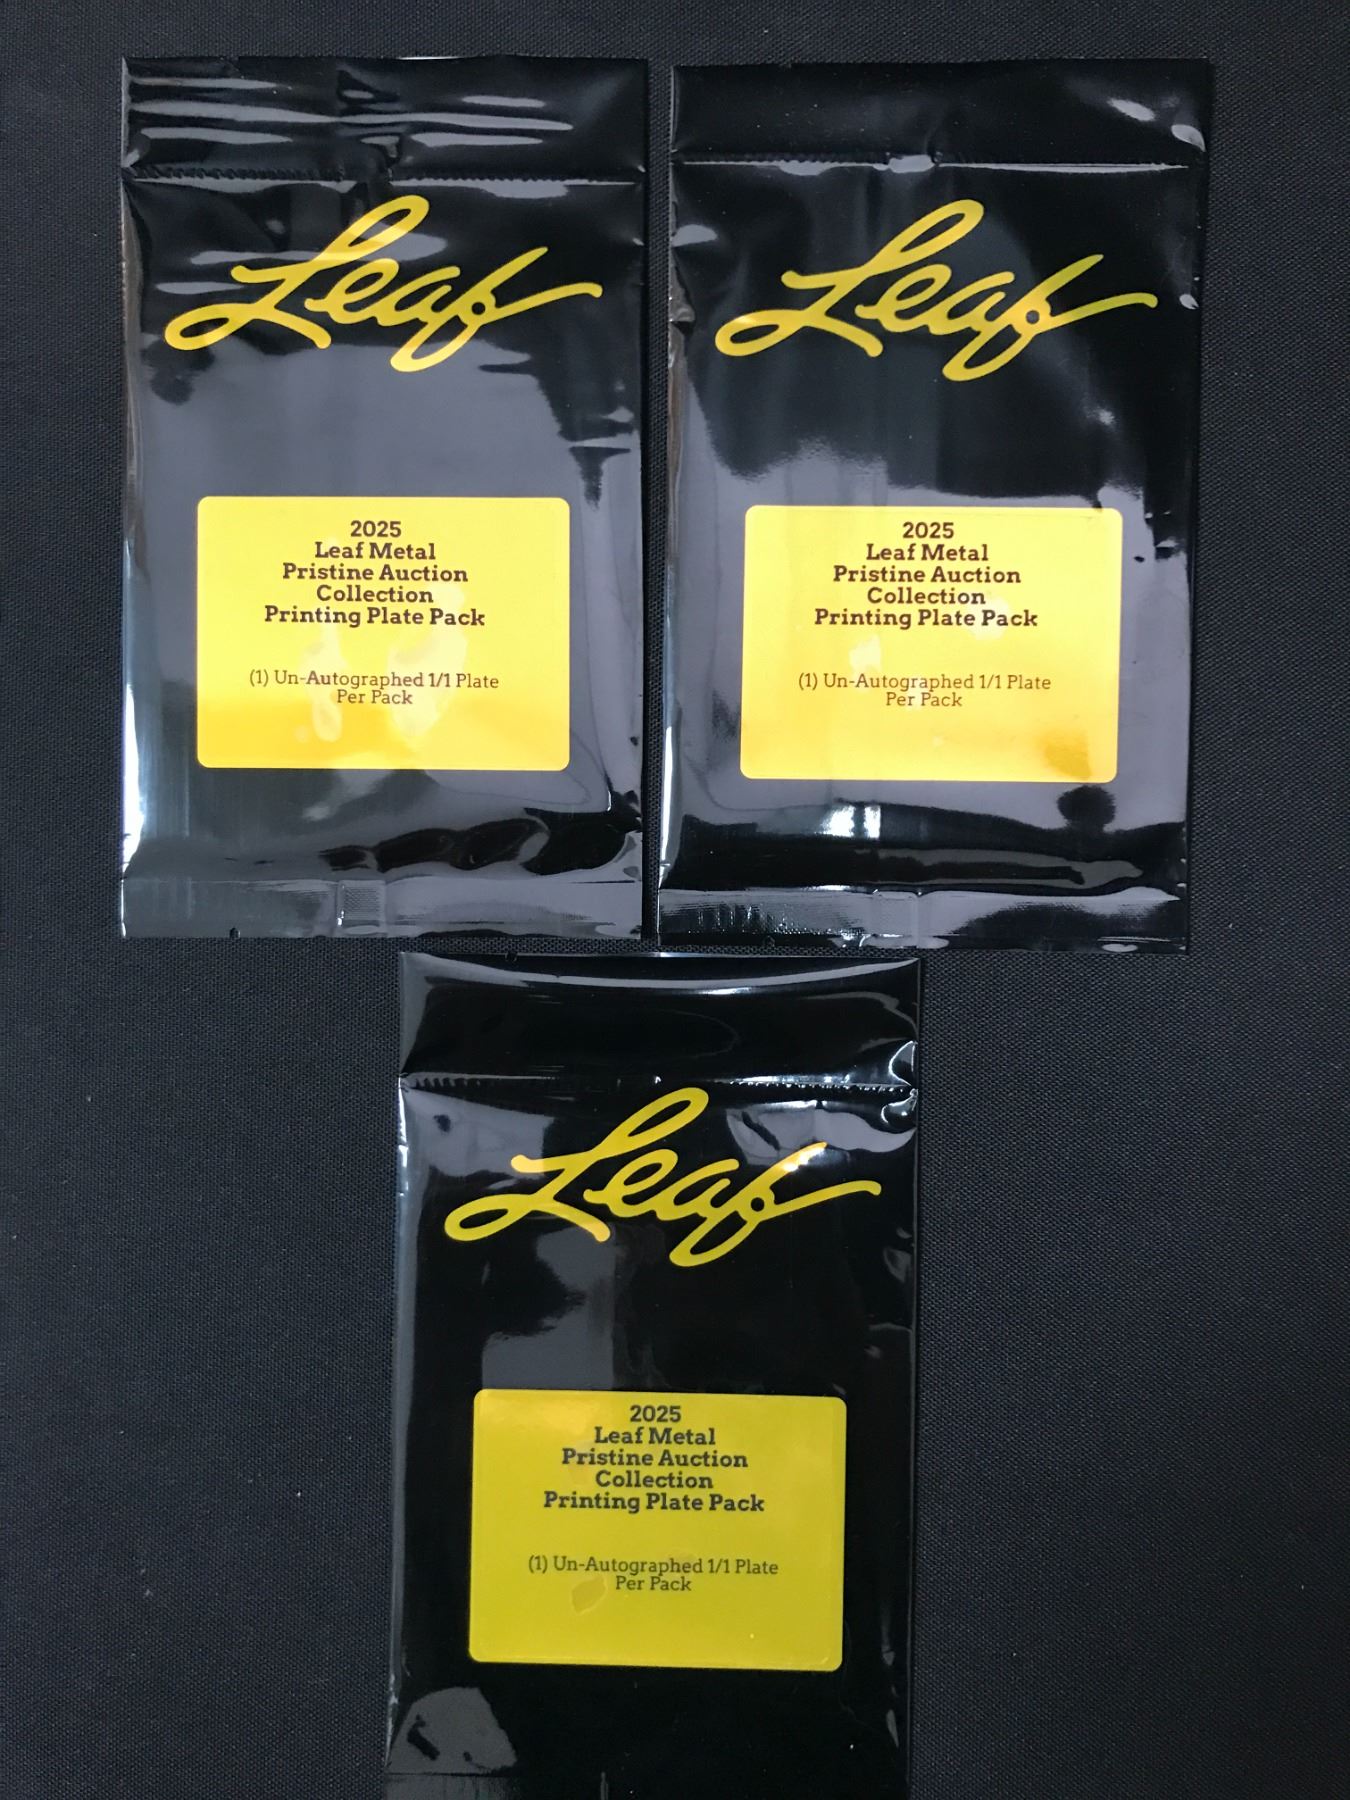 Leaf
2025
Leaf Metal
Pristine Auction
Collection
Printing Plate Pack
(1) Un-Autographed 1/1 Plate
Per Pack
Leaf
2025
Leaf Metal
Pristine Auction
Collection
Printing Plate Pack
(1) Un-Autographed 1/1 Plate
Per Pack
Leaf
2025
Leaf Metal
Pristine Auction
Collection
Printing Plate Pack
(1) Un-Autographed 1/1 Plate
Per Pack